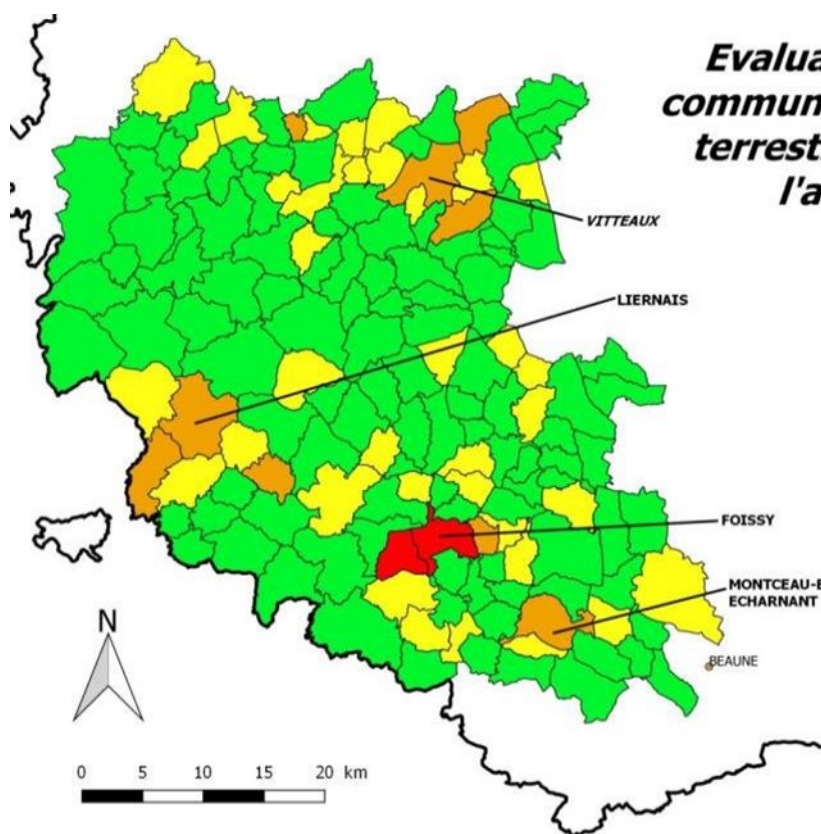 Evalua
commun
terrest
l'a
VITTEAUX
LIERNAIS
FOISSY
MONTCEAU-E
ECHARNANT
BEAUNE
N
0 5 10 15 20 km